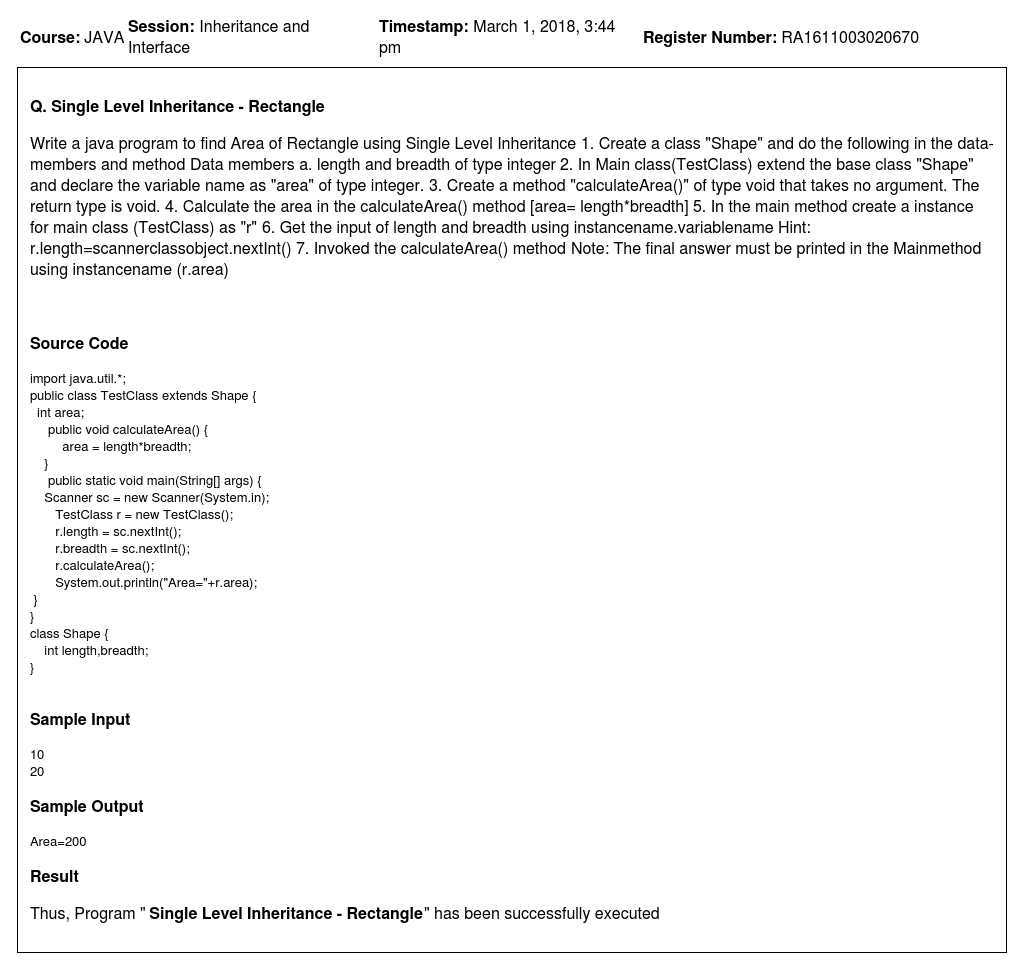 Course: JAVA Session: Inheritance and Interface Timestamp: March 1, 2018, 3:44 pm Register Number: RA1611003020670
Q. Single Level Inheritance - Rectangle
Write a java program to find Area of Rectangle using Single Level Inheritance 1. Create a class "Shape" and do the following in the data-
members and method Data members a. length and breadth of type integer 2. In Main class(TestClass) extend the base class "Shape"
and declare the variable name as "area" of type integer. 3. Create a method "calculateArea()" of type void that takes no argument. The
return type is void. 4. Calculate the area in the calculateArea() method [area= length*breadth] 5. In the main method create a instance
for main class (TestClass) as "r" 6. Get the input of length and breadth using instancename.variablename Hint:
r.length=scannerclassobject.nextInt() 7. Invoked the calculateArea() method Note: The final answer must be printed in the Mainmethod
using instancename (r.area)
Source Code
import java.util.*;
public class TestClass extends Shape {
int area;
public void calculateArea() {
area = length*breadth;
}
public static void main(String[] args) {
Scanner sc = new Scanner(System.in);
TestClass r = new TestClass();
r.length = sc.nextInt();
r.breadth = sc.nextInt();
r.calculateArea();
System.out.println("Area="+r.area);
}
}
class Shape {
int length,breadth;
}
Sample Input
10
20
Sample Output
Area=200
Result
Thus, Program " Single Level Inheritance - Rectangle" has been successfully executed